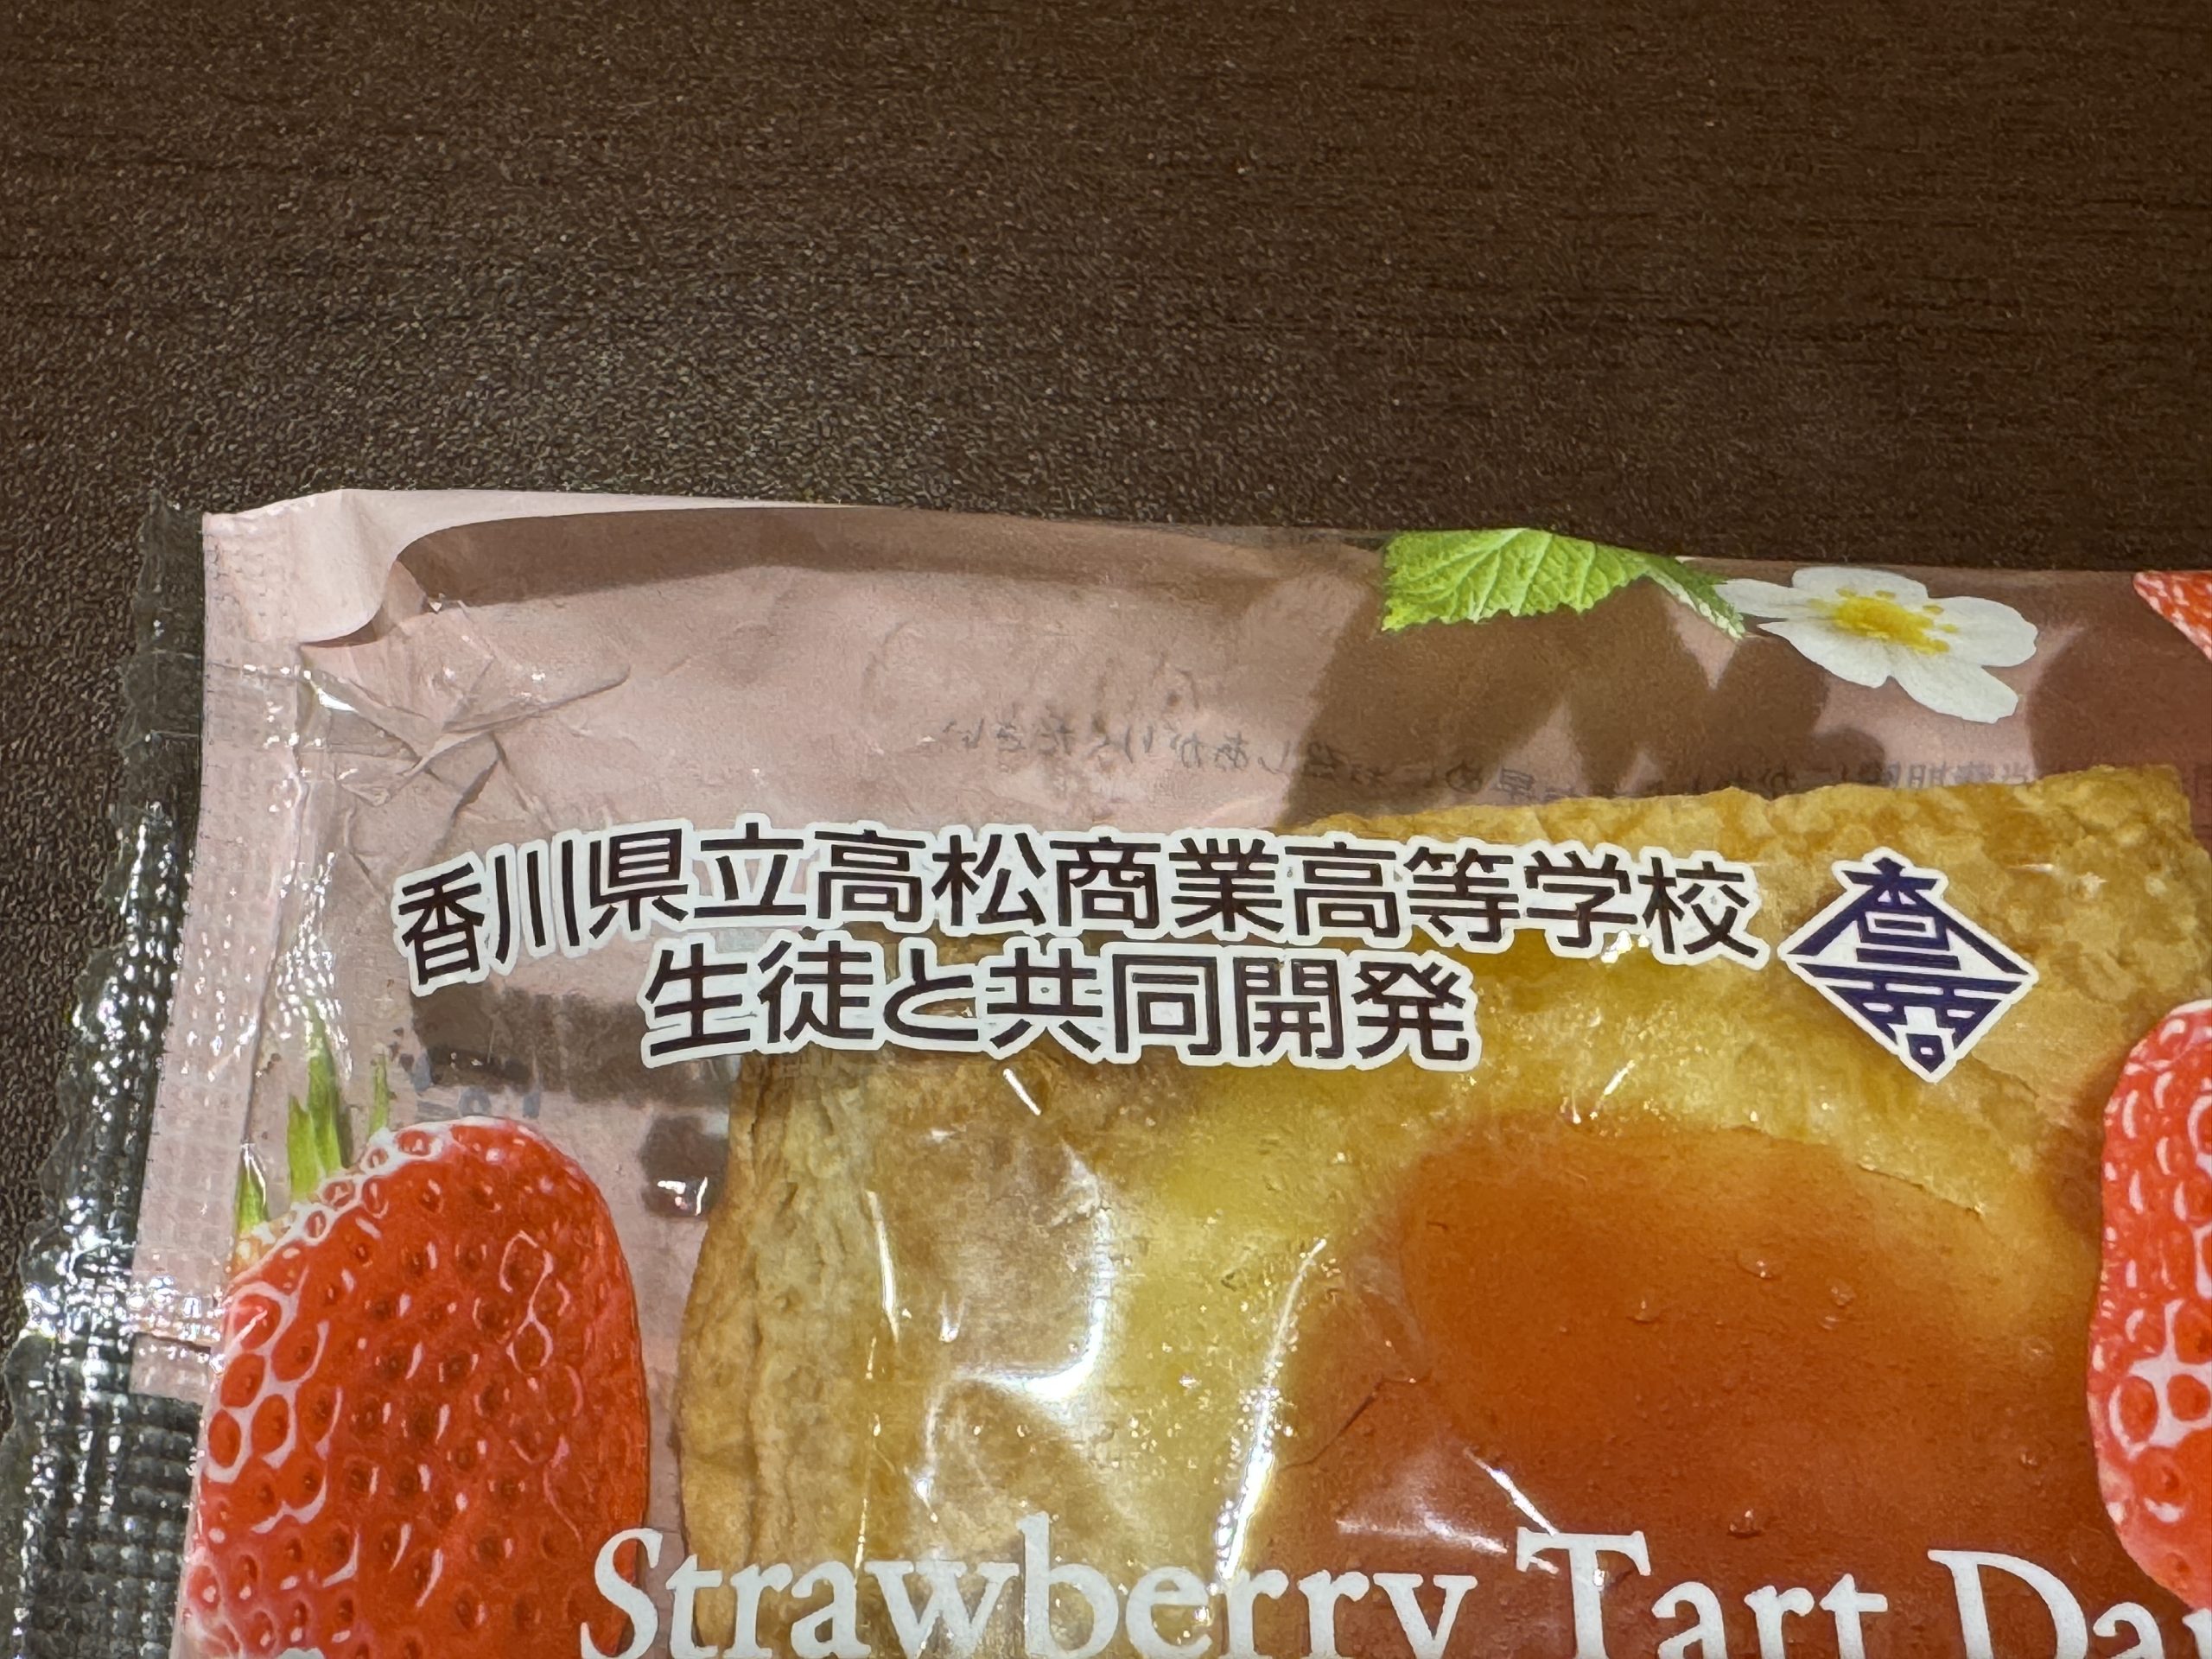 香川県立高松商業高等学校
生徒と共同開発
Strawberry Tart